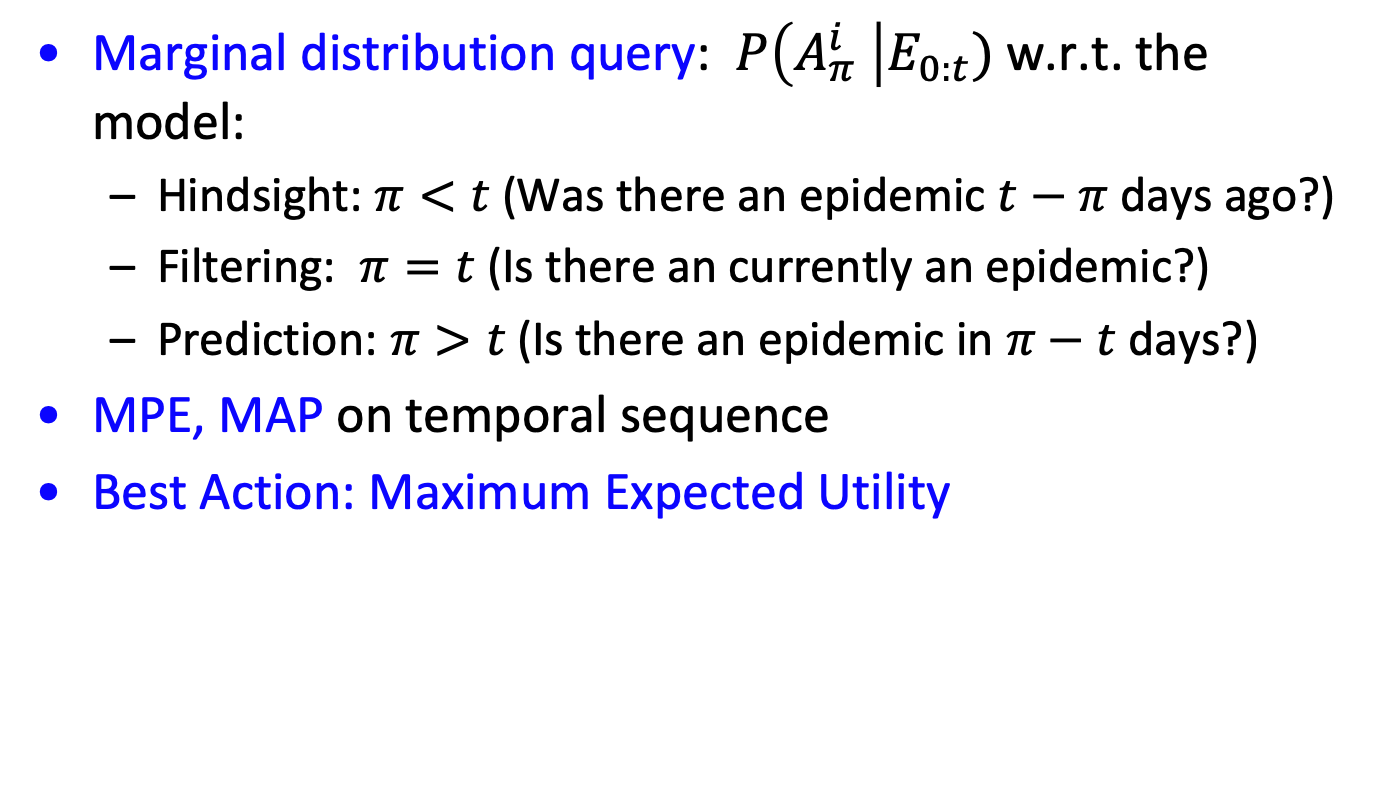 • Marginal distribution query: P(A^i_π |E_{0:t}) w.r.t. the
model:
– Hindsight: π < t (Was there an epidemic t − π days ago?)
– Filtering: π = t (Is there an currently an epidemic?)
– Prediction: π > t (Is there an epidemic in π − t days?)
• MPE, MAP on temporal sequence
• Best Action: Maximum Expected Utility